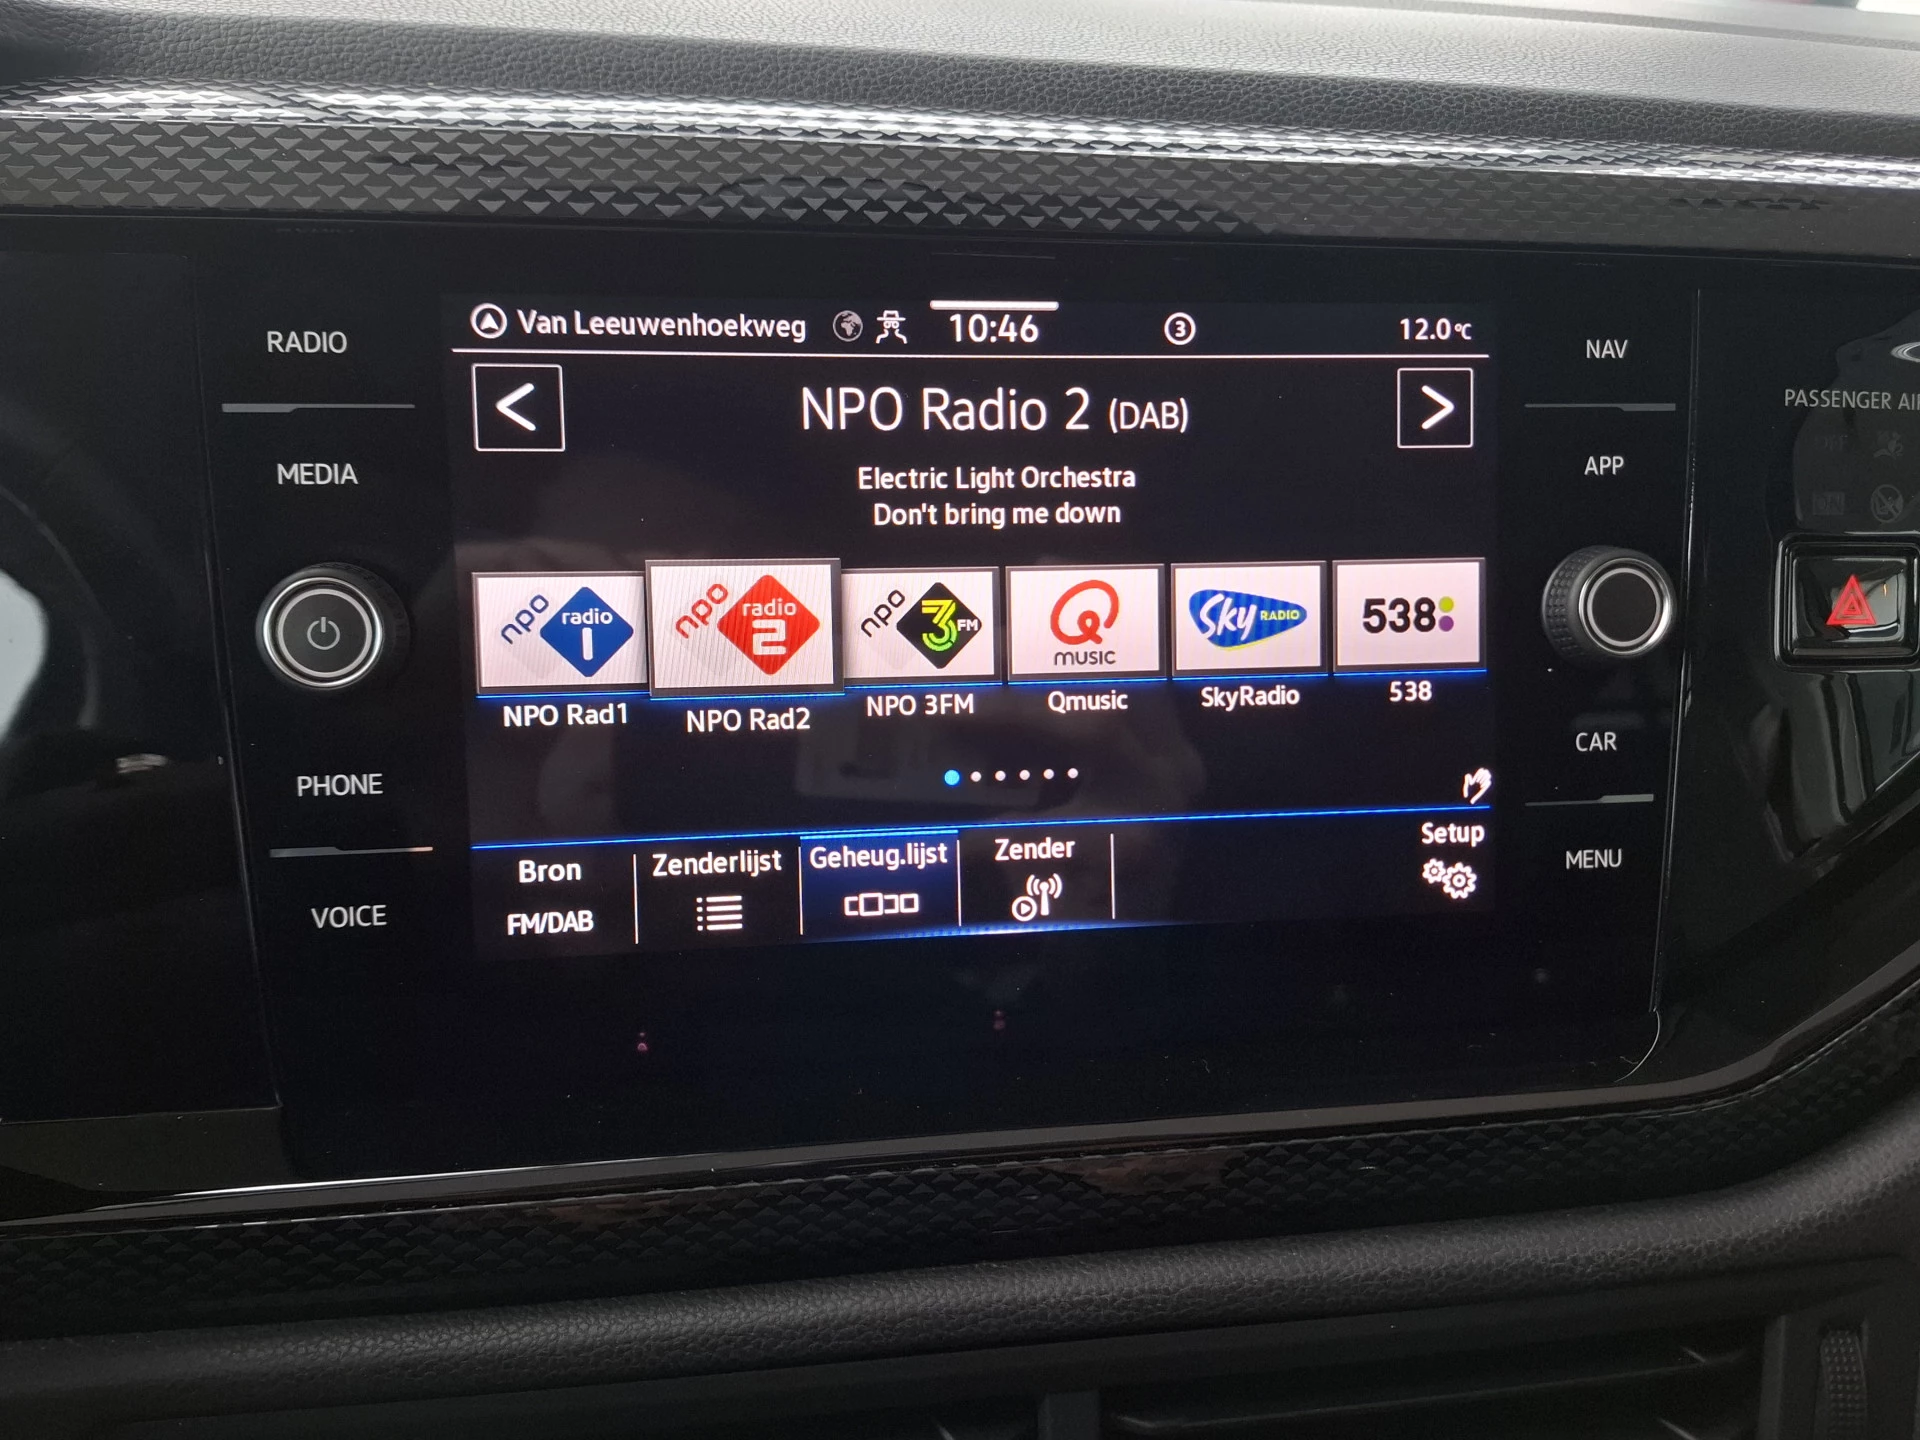 RADIO
MEDIA
PHONE
VOICE
Van Leeuwenhoekweg 10:46 3 12.0°C
NPO Radio 2 (DAB)
Electric Light Orchestra
Don't bring me down
npo radio 1
npo radio 2
npo 3FM
Q MUSIC
Sky RADIO
538
NPO Rad1
NPO Rad2
NPO 3FM
Qmusic
SkyRadio
538
Bron
FM/DAB
Zenderlijst
Geheug.lijst
Zender
Setup
NAV
APP
CAR
MENU
PASSENGER